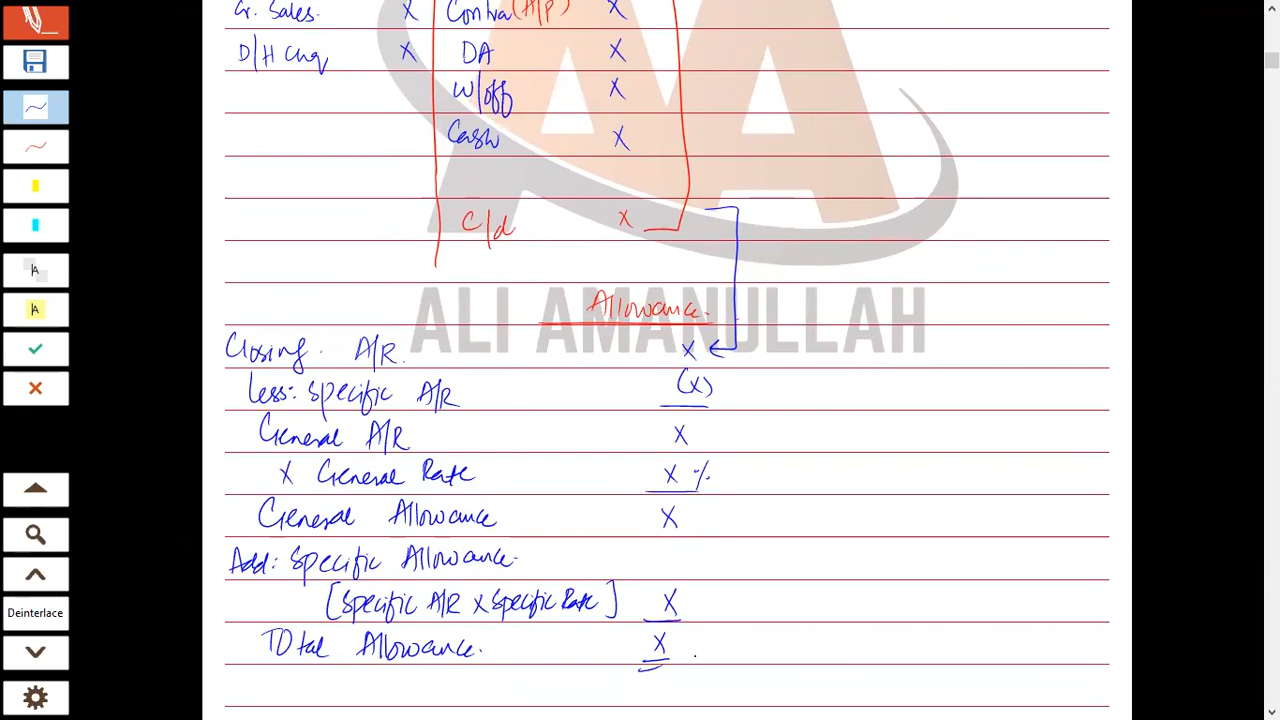 Cr. Sales. X Contra (A/P) X
D/H Chq X DA X
W/off X
Cash X
C/d X
Allowance.
ALI AMANULLAH
Closing. A/R. X
less: specific A/R (X)
General A/R X
X General Rate X %
General Allowance X
Add: Specific Allowance.
[Specific A/R X Specific Rate] X
Total Allowance. X
A
A
Deinterlace